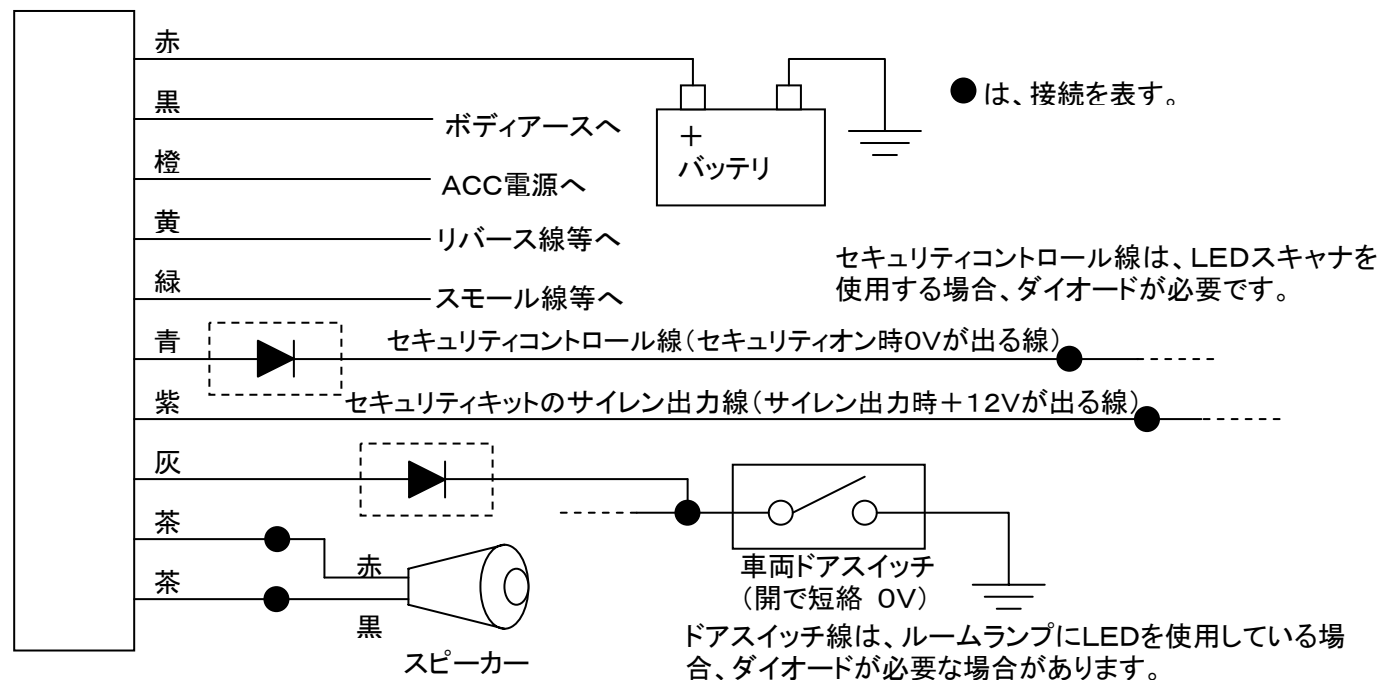 赤
●は、接続を表す。
黒
ボディアースへ
+
バッテリ
橙
ACC電源へ
黄
リバース線等へ
セキュリティコントロール線は、LEDスキャナを
使用する場合、ダイオードが必要です。
緑
スモール線等へ
青
セキュリティコントロール線(セキュリティオン時0Vが出る線)
紫
セキュリティキットのサイレン出力線(サイレン出力時+12Vが出る線)
灰
茶
赤
車両ドアスイッチ
(開で短絡 0V)
茶
黒
スピーカー
ドアスイッチ線は、ルームランプにLEDを使用している場
合、ダイオードが必要な場合があります。